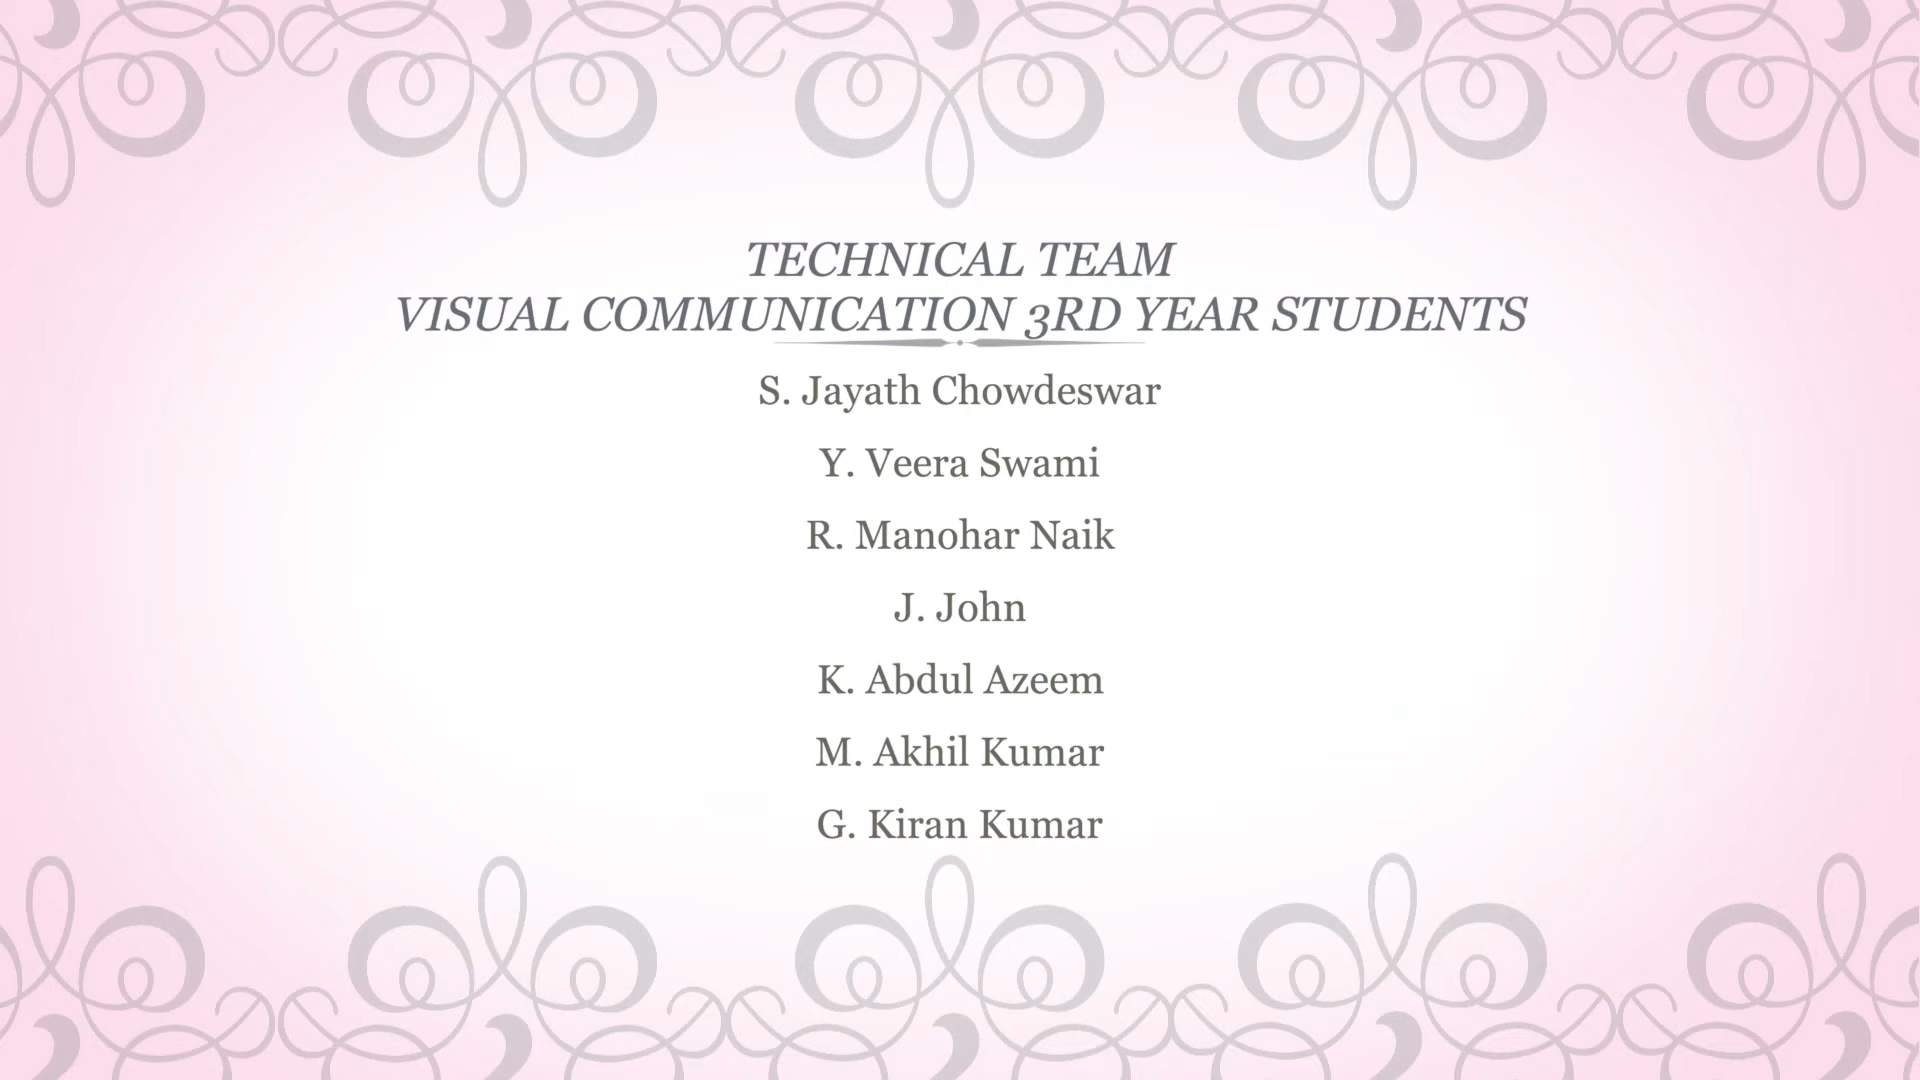 TECHNICAL TEAM
VISUAL COMMUNICATION 3RD YEAR STUDENTS
S. Jayath Chowdeswar
Y. Veera Swami
R. Manohar Naik
J. John
K. Abdul Azeem
M. Akhil Kumar
G. Kiran Kumar